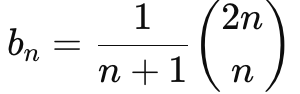 $b_n = \frac{1}{n+1} \binom{2n}{n}$